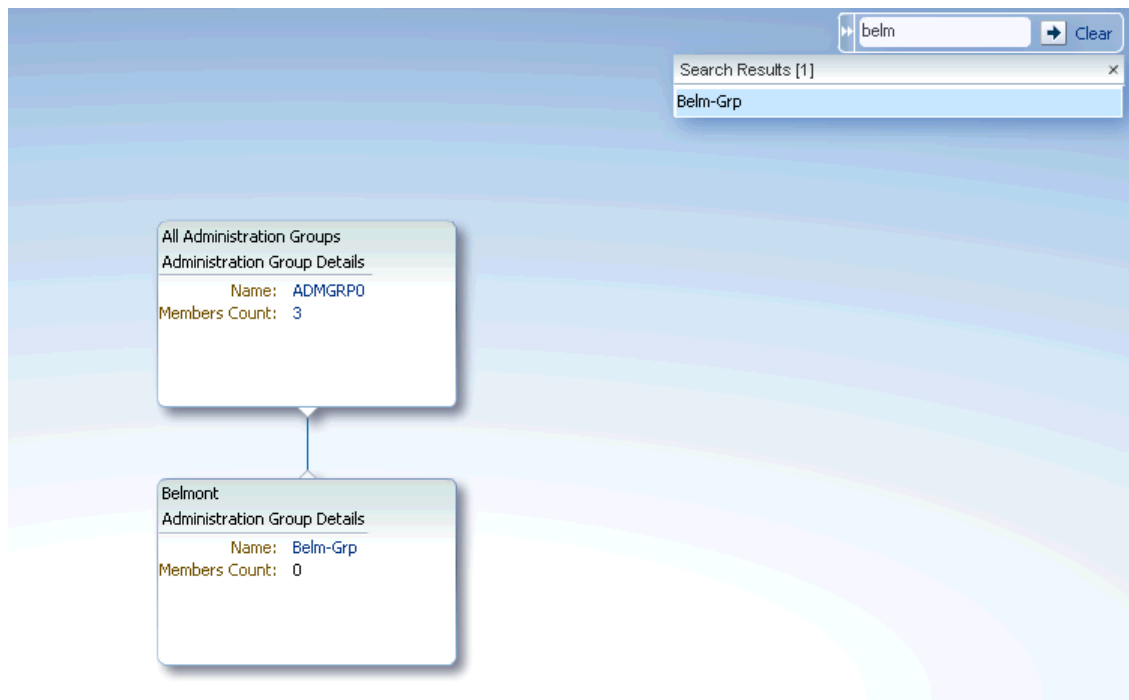 belm
Clear
Search Results [1]
Belm-Grp
All Administration Groups
Administration Group Details
Name: ADMGRP0
Members Count: 3
Belmont
Administration Group Details
Name: Belm-Grp
Members Count: 0